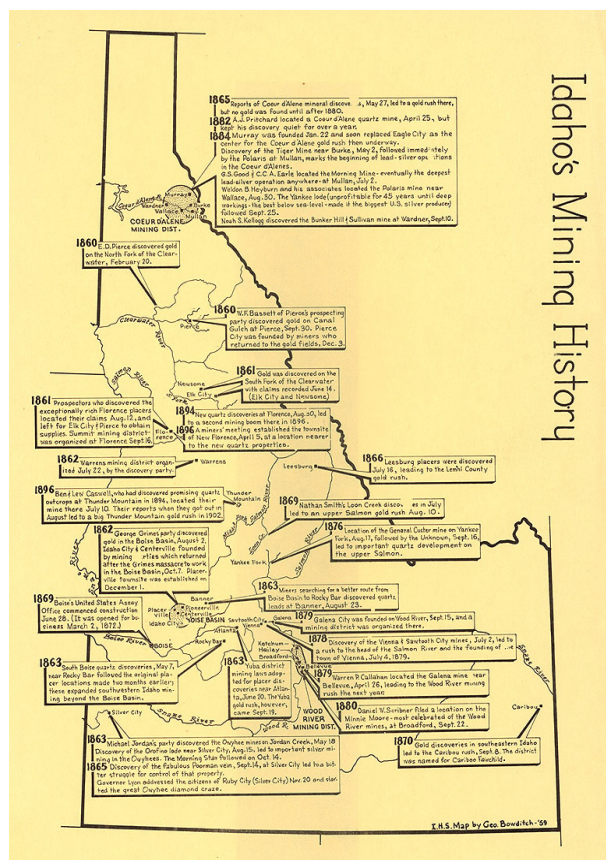 Idaho's Mining History
1865 Reports of Coeur d'Alene mineral discove s, May 27, led to a gold rush there,
but no gold was found until after 1880.
1882 A.J. Pritchard located a Coeur d'Alene quartz mine, April 25, but
kept his discovery quiet for over a year.
1884 Murray was founded Jan. 22 and soon replaced Eagle City as the
center for the Coeur d'Alene gold rush then underway.
Discovery of the Tiger Mine near Burke, May 2, followed immed tely
by the Polaris at Mullan, marks the beginning of lead-silver op itions
in the Coeur d'Alenes.
G.S. Good & C.C.A. Earle located the Morning Mine - eventually the deepest
lead-silver operation anywhere - at Mullan, July 2.
Weldon B. Heyburn and his associates located the Polaris mine near
Wallace, Aug. 30. The Yankee lode (unprofitable for 45 years until deep
workings - the best below sea-level - made it the biggest U.S. silver producer)
followed Sept. 25.
Noah S. Kellogg discovered the Bunker Hill & Sullivan mine at Wardner, Sept. 10.
Coeur d'Alene R.
Murray
Burke
Wardner
Wallace
Mullan
COEUR D'ALENE
MINING DIST.
1860
E.D. Pierce discovered gold
on the North Fork of the Clear-
water, February 20.
Clearwater River
Pierce
1860 W.F. Bassett of Pierce's prospecting
party discovered gold on Canal
Gulch at Pierce, Sept. 30. Pierce
City was founded by miners who
returned to the gold fields, Dec. 3.
Salmon River
Newsome
Elk City
1861 Gold was discovered on the
South Fork of the Clearwater
with claims recorded June 14.
(Elk City and Newsome)
1861 Prospectors who discovered the
exceptionally rich Florence placers
located their claims Aug. 12, and
left for Elk City & Pierce to obtain
supplies. Summit mining district
was organized at Florence Sept 16.
Flo-
rence
1894 New quartz discoveries at Florence, Aug. 30, led
to a second mining boom there in 1896.
1896 A miners' meeting established the townsite
of New Florence, April 5, at a location nearer
to the new quartz properties.
1862 Warrens mining district organ-
ized July 22, by the discovery party.
Warrens
Leesburg
1866 Leesburg placers were discovered
July 16, leading to the Lemhi County
gold rush.
1896 Ben & Lew Caswell, who had discovered promising quartz
outcrops at Thunder Mountain in 1894, located their
mine there July 10. Their reports when they got out in
August led to a big Thunder Mountain gold rush in 1902.
Thunder
Mountain
Middle Fork Salmon River
1869 Nathan Smith's Loon Creek discov es in July
led to an upper Salmon gold rush Aug. 10.
Loon Cr.
Salmon River
1876 Location of the General Custer mine on Yankee
Fork, Aug. 17, followed by the Unknown, Sept. 16,
led to important quartz development on
the upper Salmon.
Yankee Fork
1862 George Grimes party discovered
gold in the Boise Basin, August 2,
Idaho City & Centerville founded
by mining rties which returned
after the Grimes massacre to work
in the Boise Basin, Oct. 7. Placer-
ville townsite was established on
December 1.
Snake River
1863 Miners searching for a better route from
Boise Basin to Rocky Bar discovered quartz
leads at Banner, August 23.
Banner
Placer-
ville
Pioneerville
Centerville
Idaho City
BOISE BASIN
1869 Boise's United States Assay
Office commenced construction
June 28. (It was opened for bu-
siness March 2, 1872.)
Boise River
BOISE
Atlanta
Rocky Bar
Sawtooth City
Vienna
Galena
1879 Galena City was founded on Wood River, Sept. 15, and a
mining district was organized there.
Ketchum
Hailey
Broadford
Bellevue
1878 Discovery of the Vienna & Sawtooth City mines, July 2, led to
a rush to the head of the Salmon River and the founding of e
town of Vienna, July 4, 1879.
1879 Warren P. Callahan located the Galena mine near
Bellevue, April 26, leading to the Wood River mining
rush the next year.
1880 Daniel W. Scribner filed a location on the
Minnie Moore - most celebrated of the Wood
River mines, at Broadford, Sept. 22.
1863 South Boise quartz discoveries, May 7,
near Rocky Bar followed the original pla-
cer locations made two months earlier;
these expanded southwestern Idaho min-
ing beyond the Boise Basin.
1863 Yuba district
mining laws adop-
ted for placer dis-
coveries near Atlan-
ta, June 20. The Yuba
gold rush, however,
came Sept. 19.
WOOD
RIVER
MINING DIST.
Wood R.
Silver City
Snake River
Snake River
Caribou
1863 Michael Jordan's party discovered the Owyhee mines on Jordan Creek, May 18
Discovery of the Orofino lode near Silver City, Aug. 15, led to important silver mi-
ning in the Owyhees. The Morning Star followed on Oct. 14.
1865 Discovery of the fabulous Poorman vein, Sept. 14, at Silver City led to a bit-
ter struggle for control of that property.
Governor Lyon addressed the citizens of Ruby City (Silver City) Nov. 20 and star-
ted the great Owyhee diamond craze.
1870 Gold discoveries in southeastern Idaho
led to the Caribou rush, Sept. 8. The district
was named for Cariboo Fairchild.
I.H.S. Map by Geo. Bowditch - '59